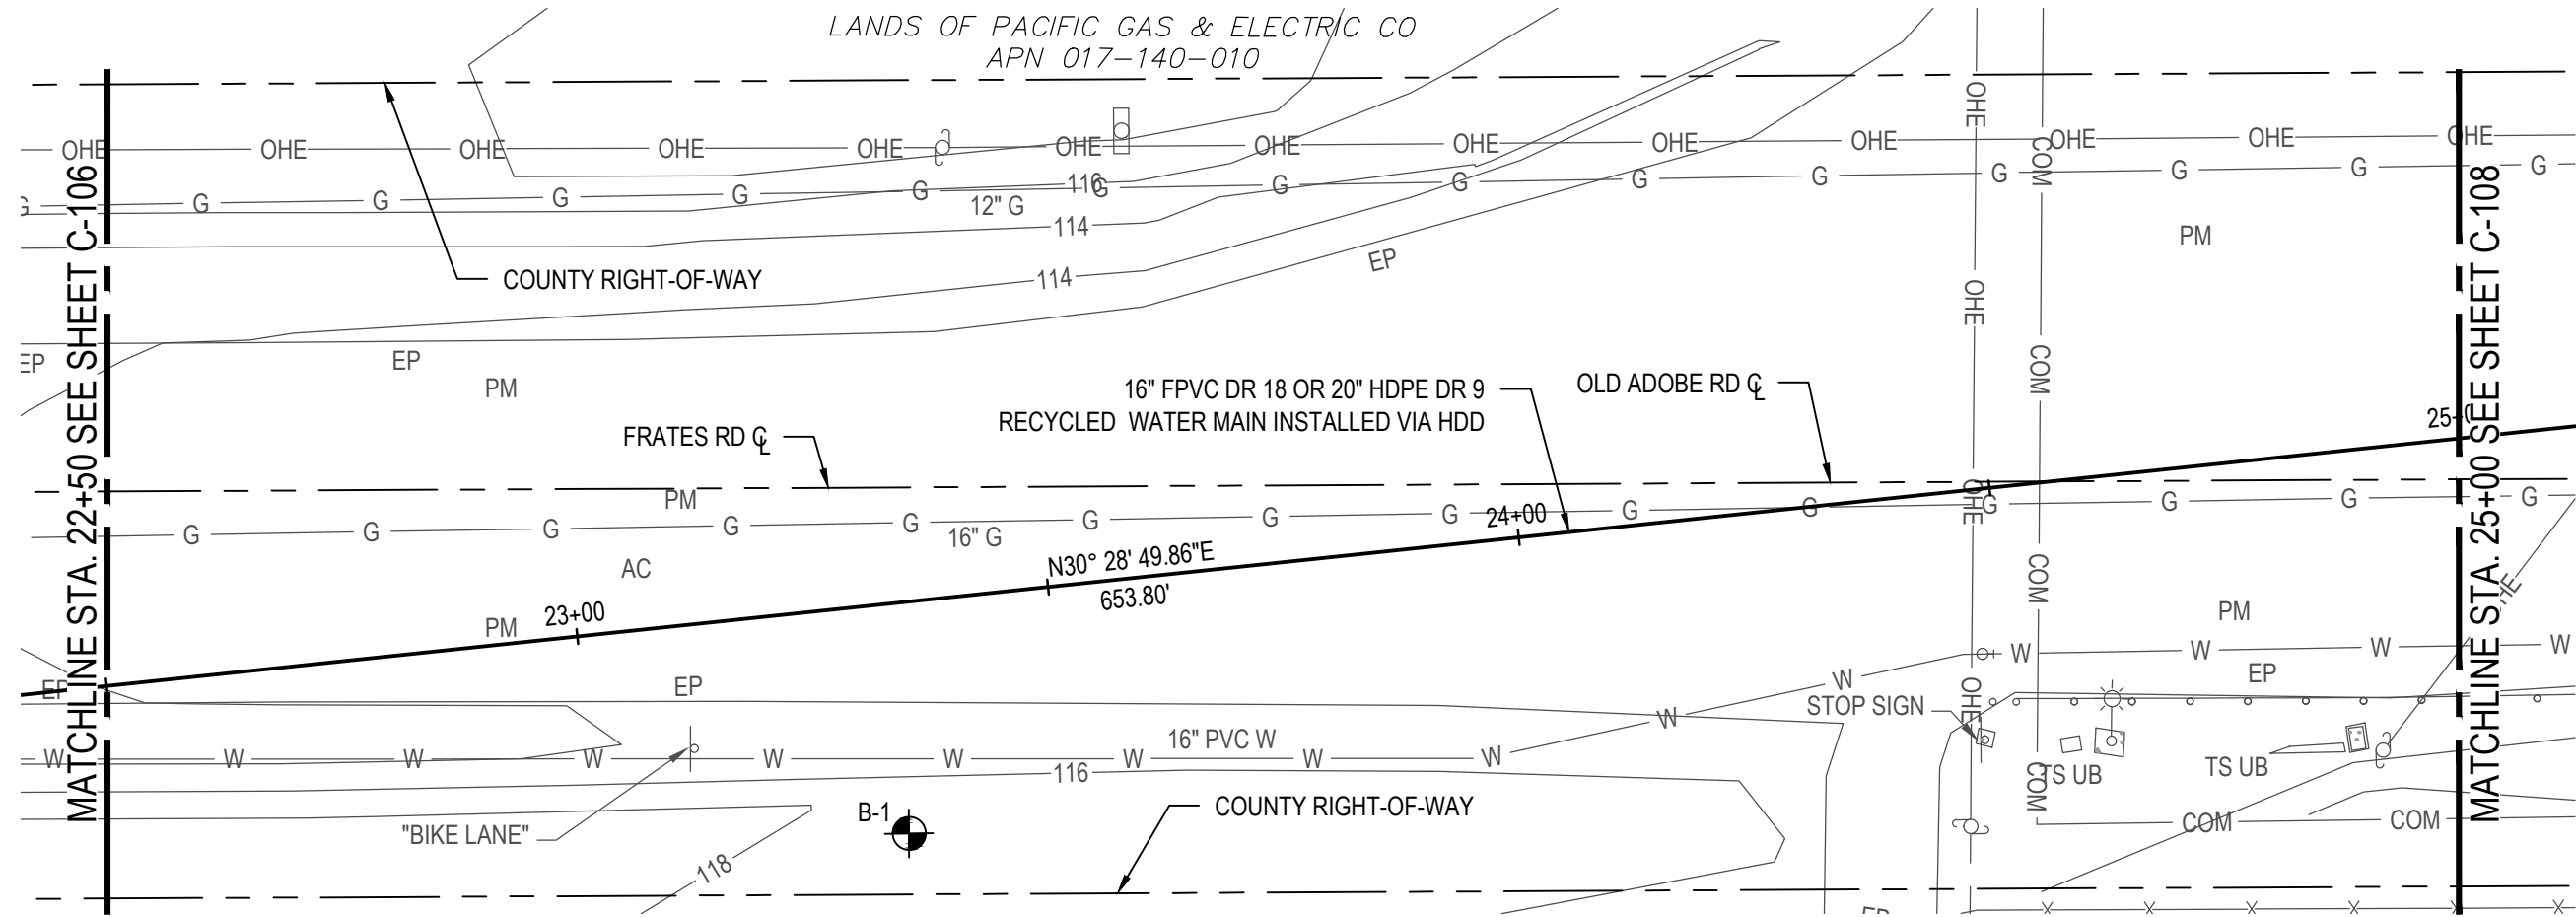 LANDS OF PACIFIC GAS & ELECTRIC CO
APN 017-140-010
OHE OHE OHE OHE OHE OHE OHE OHE OHE OHE OHE OHE OHE
OHE
COM
G G G G G G G G G G G G G G G
116
12" G
114
114
EP
PM
COUNTY RIGHT-OF-WAY
MATCHLINE STA. 22+50 SEE SHEET C-106
MATCHLINE STA. 25+00 SEE SHEET C-108
OHE
COM
EP
EP
PM
16" FPVC DR 18 OR 20" HDPE DR 9
RECYCLED WATER MAIN INSTALLED VIA HDD
OLD ADOBE RD ℄
FRATES RD ℄
PM
G G G G G G G G G G G G G G
16" G
24+00
OHE
AC
N30° 28' 49.86"E
653.80'
COM
23+00
PM
PM
W W W W
EP
EP
EP
OHE
STOP SIGN
W W
W W W W W W W W W
16" PVC W
116
TS UB
TS UB
COM
COM COM
B-1
COUNTY RIGHT-OF-WAY
"BIKE LANE"
118
EP
X X X X X X